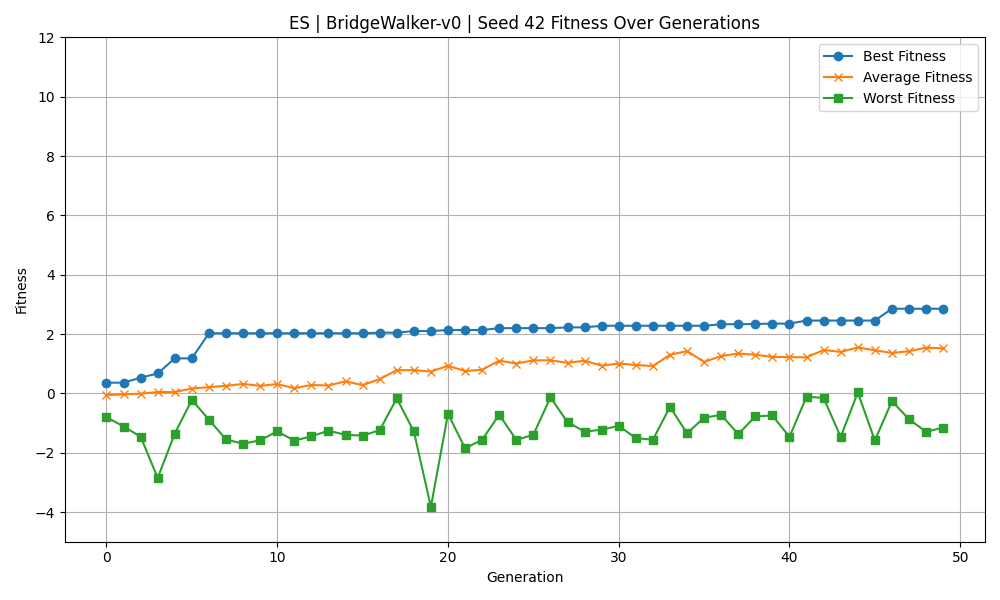 ES | BridgeWalker-v0 | Seed 42 Fitness Over Generations
12
10
8
6
4
2
0
−2
−4
Fitness
Best Fitness
Average Fitness
Worst Fitness
0 10 20 30 40 50
Generation